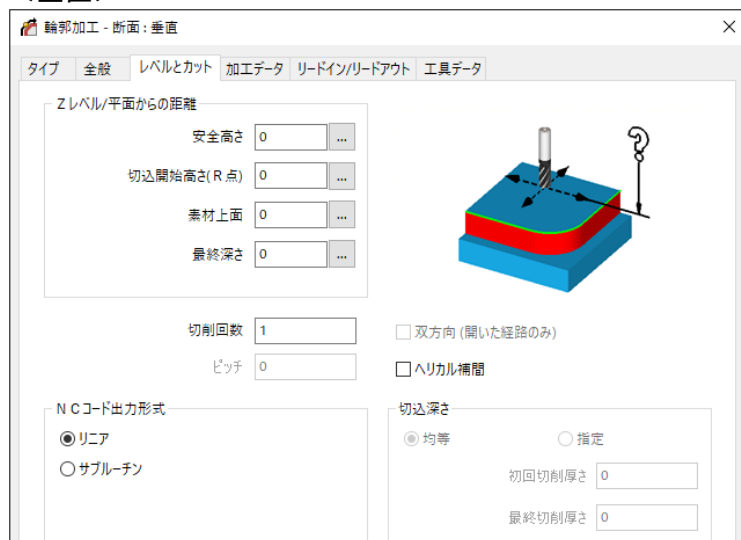 輪郭加工 - 断面 : 垂直
タイプ 全般 レベルとカット 加工データ リードイン/リードアウト 工具データ
Zレベル/平面からの距離
安全高さ 0 ...
切込開始高さ(R点) 0 ...
素材上面 0 ...
最終深さ 0 ...
切削回数 1
双方向 (開いた経路のみ)
ピッチ 0
ヘリカル補間
NCコード出力形式
切込深さ
リニア
均等 指定
サブルーチン
初回切削厚さ 0
最終切削厚さ 0